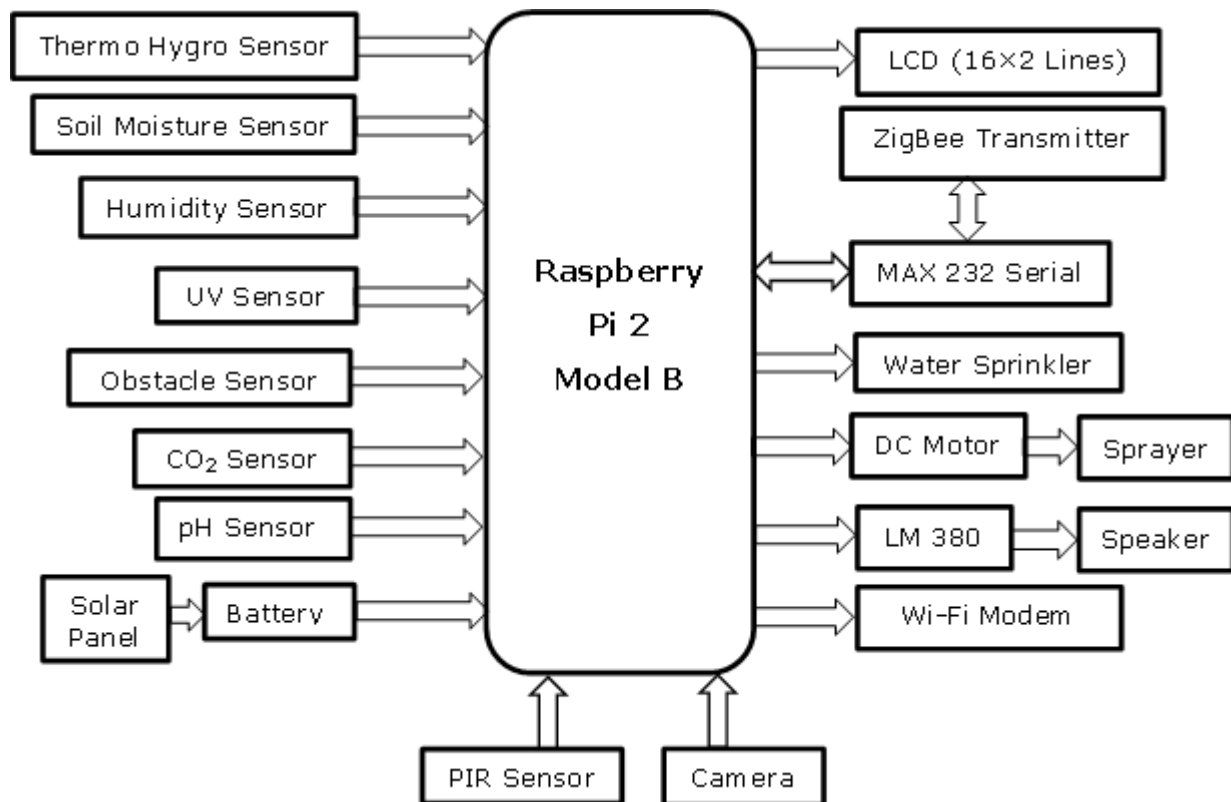 Thermo Hygro Sensor
Soil Moisture Sensor
Humidity Sensor
UV Sensor
Obstacle Sensor
CO₂ Sensor
pH Sensor
Solar
Panel
Battery
Raspberry
Pi 2
Model B
LCD (16×2 Lines)
ZigBee Transmitter
MAX 232 Serial
Water Sprinkler
DC Motor
Sprayer
LM 380
Speaker
Wi-Fi Modem
PIR Sensor
Camera